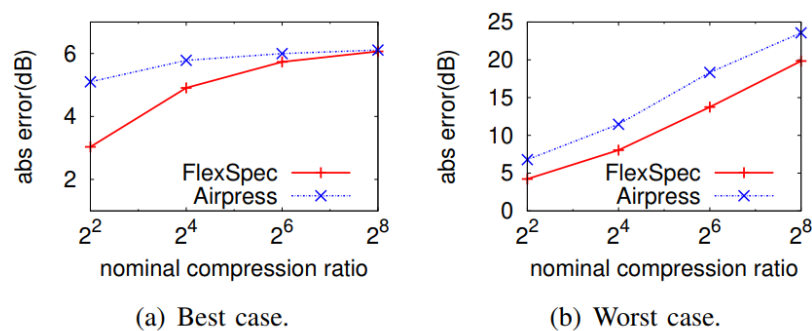 abs error(dB)
6
4
2
FlexSpec
Airpress
2^2 2^4 2^6 2^8
nominal compression ratio
(a) Best case.
abs error(dB)
25
20
15
10
5
0
FlexSpec
Airpress
2^2 2^4 2^6 2^8
nominal compression ratio
(b) Worst case.